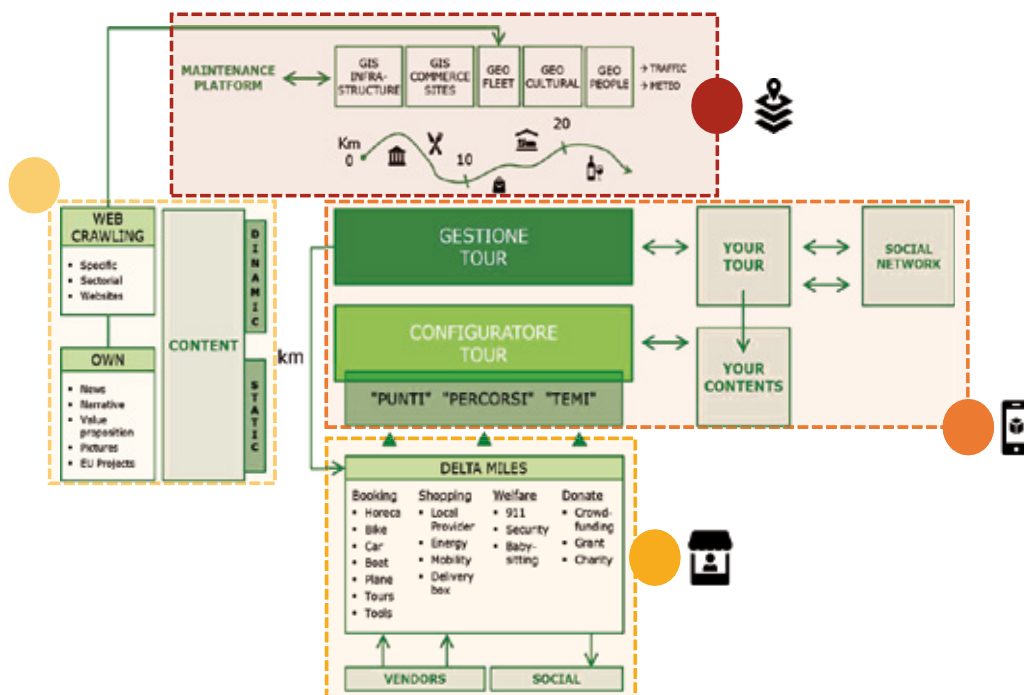 MAINTENANCE
PLATFORM
GIS
INFRA-
STRUCTURE
GIS
COMMERCE
SITES
GEO
FLEET
GEO
CULTURAL
GEO
PEOPLE
→ TRAFFIC
→ METEO
Km
0
10
20
WEB
CRAWLING
▪ Specific
▪ Sectorial
▪ Websites
OWN
▪ News
▪ Narrative
▪ Value
proposition
▪ Pictures
▪ EU Projects
CONTENT
DINAMIC
STATIC
km
GESTIONE
TOUR
CONFIGURATORE
TOUR
"PUNTI" "PERCORSI" "TEMI"
YOUR
TOUR
SOCIAL
NETWORK
YOUR
CONTENTS
DELTA MILES
Booking
▪ Horeca
▪ Bike
▪ Car
▪ Boat
▪ Plane
▪ Tours
▪ Tools
Shopping
▪ Local
Provider
▪ Energy
▪ Mobility
▪ Delivery
box
Welfare
▪ 911
▪ Security
▪ Baby-
sitting
Donate
▪ Crowd-
funding
▪ Grant
▪ Charity
VENDORS
SOCIAL